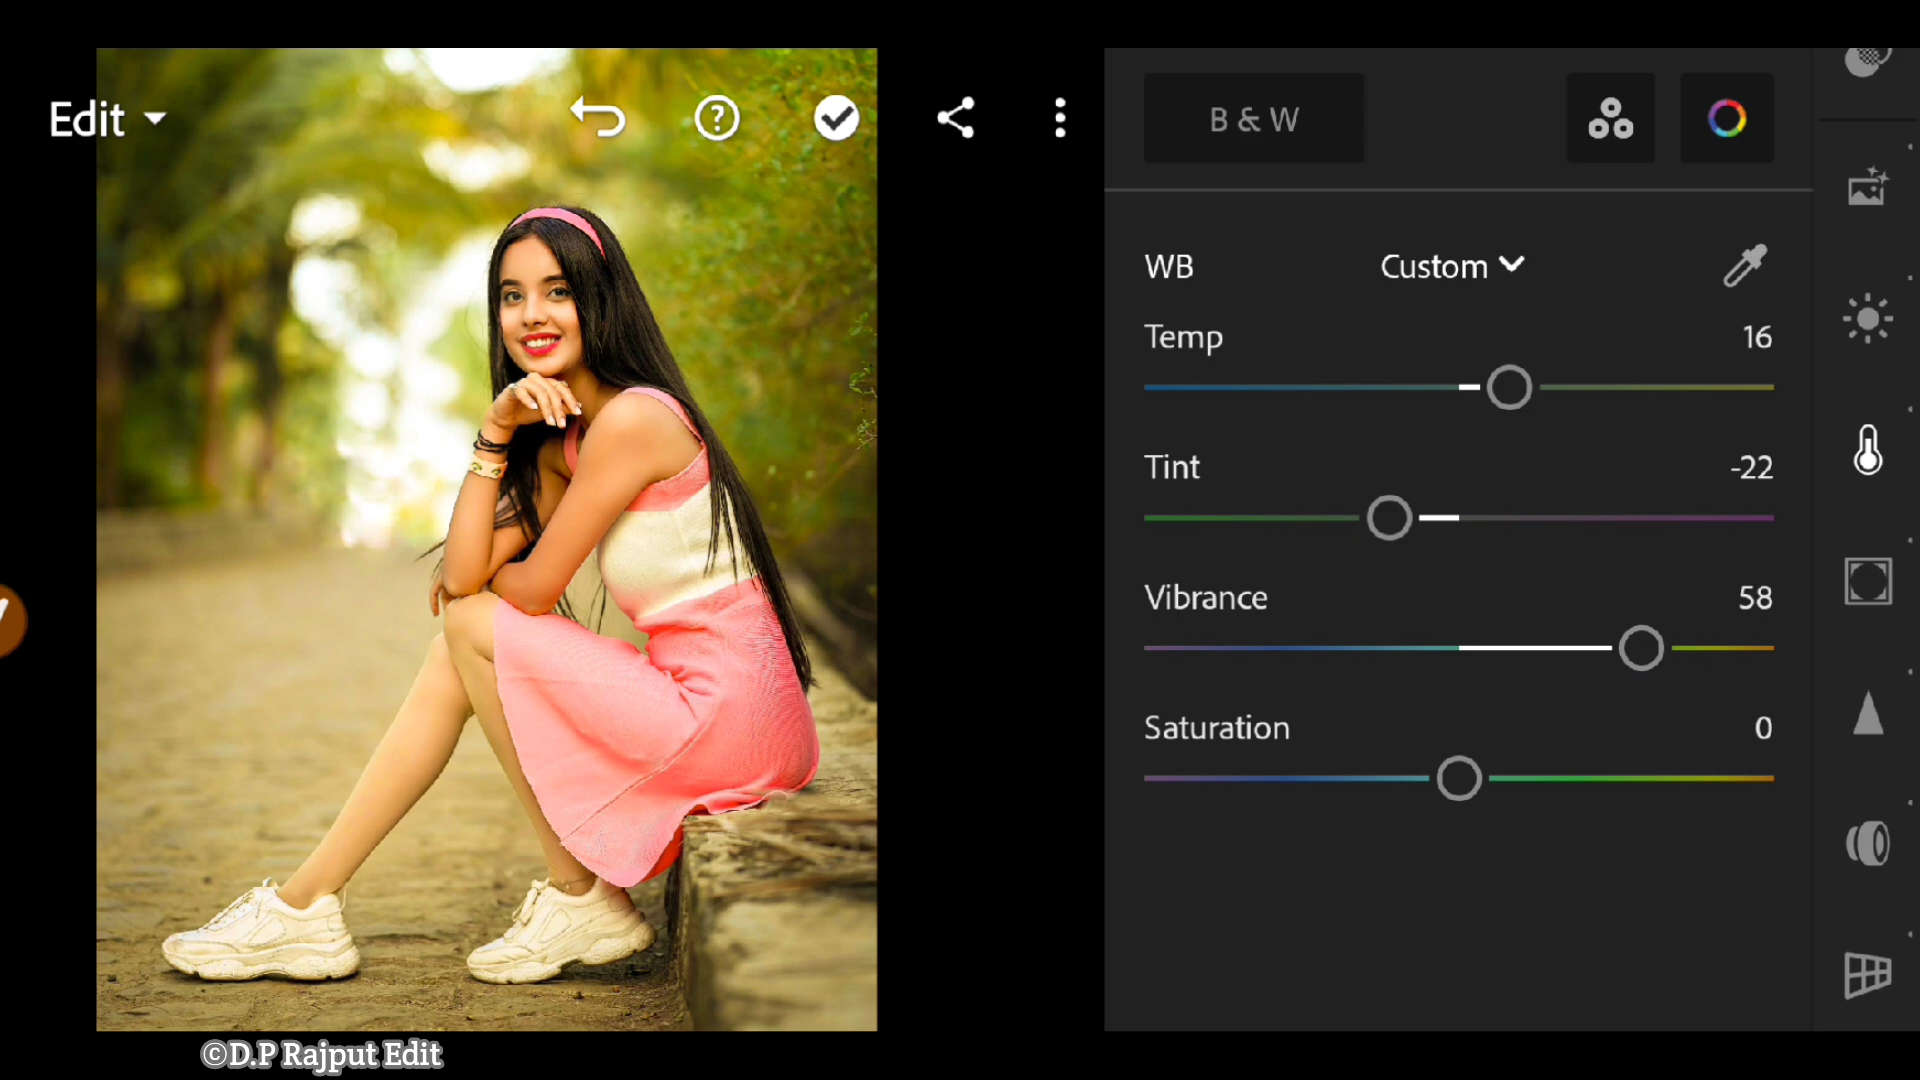 Edit
B & W
WB Custom
Temp 16
Tint -22
Vibrance 58
Saturation 0
©D.P Rajput Edit